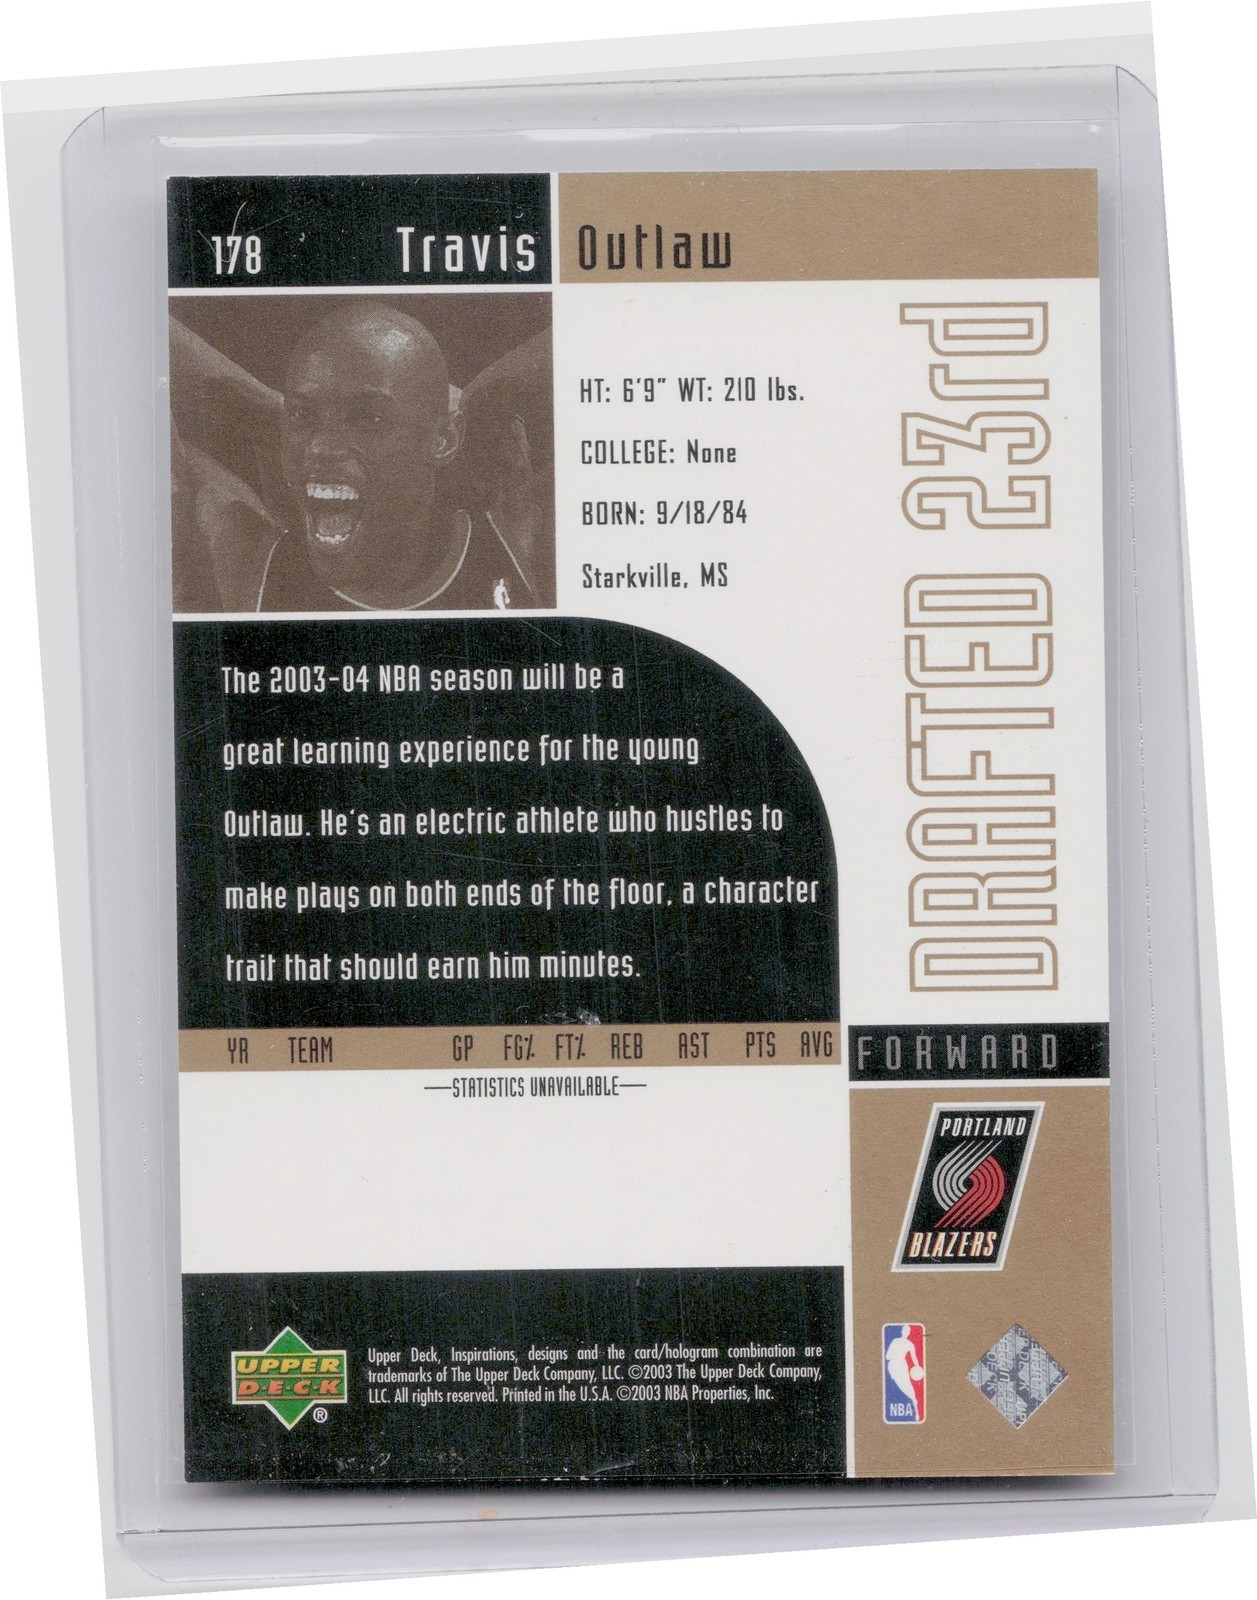 178 Travis Outlaw
HT: 6'9" WT: 210 lbs.
COLLEGE: None
BORN: 9/18/84
Starkville, MS
DRAFTED 23rd
The 2003-04 NBA season will be a
great learning experience for the young
Outlaw. He's an electric athlete who hustles to
make plays on both ends of the floor, a character
trait that should earn him minutes.
YR TEAM GP FG% FT% REB AST PTS AVG
—STATISTICS UNAVAILABLE—
FORWARD
PORTLAND
BLAZERS
UPPER
D·E·C·K
®
Upper Deck, Inspirations, designs and the card/hologram combination are
trademarks of The Upper Deck Company, LLC. ©2003 The Upper Deck Company,
LLC. All rights reserved. Printed in the U.S.A. ©2003 NBA Properties, Inc.
NBA